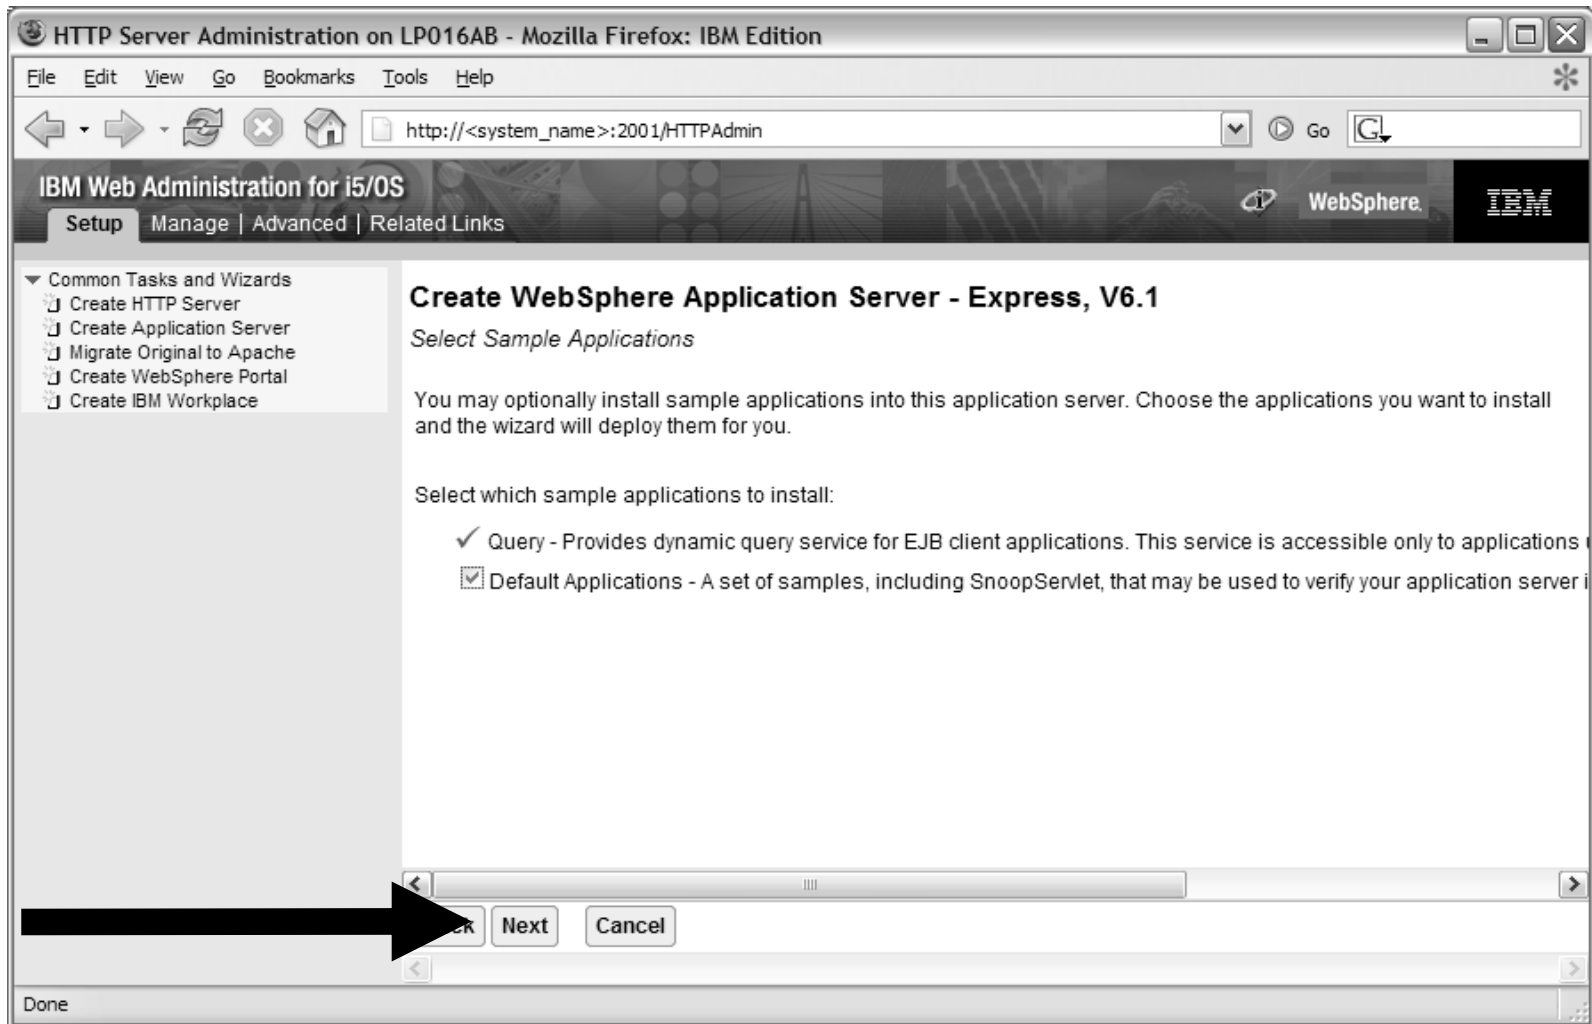 HTTP Server Administration on LP016AB - Mozilla Firefox: IBM Edition
File Edit View Go Bookmarks Tools Help
http://<system_name>:2001/HTTPAdmin Go G
IBM Web Administration for i5/OS
WebSphere. IBM
Setup Manage | Advanced | Related Links
Common Tasks and Wizards
Create HTTP Server
Create Application Server
Migrate Original to Apache
Create WebSphere Portal
Create IBM Workplace
Create WebSphere Application Server - Express, V6.1
Select Sample Applications
You may optionally install sample applications into this application server. Choose the applications you want to install
and the wizard will deploy them for you.
Select which sample applications to install:
Query - Provides dynamic query service for EJB client applications. This service is accessible only to applications
Default Applications - A set of samples, including SnoopServlet, that may be used to verify your application server
Next Cancel
Done